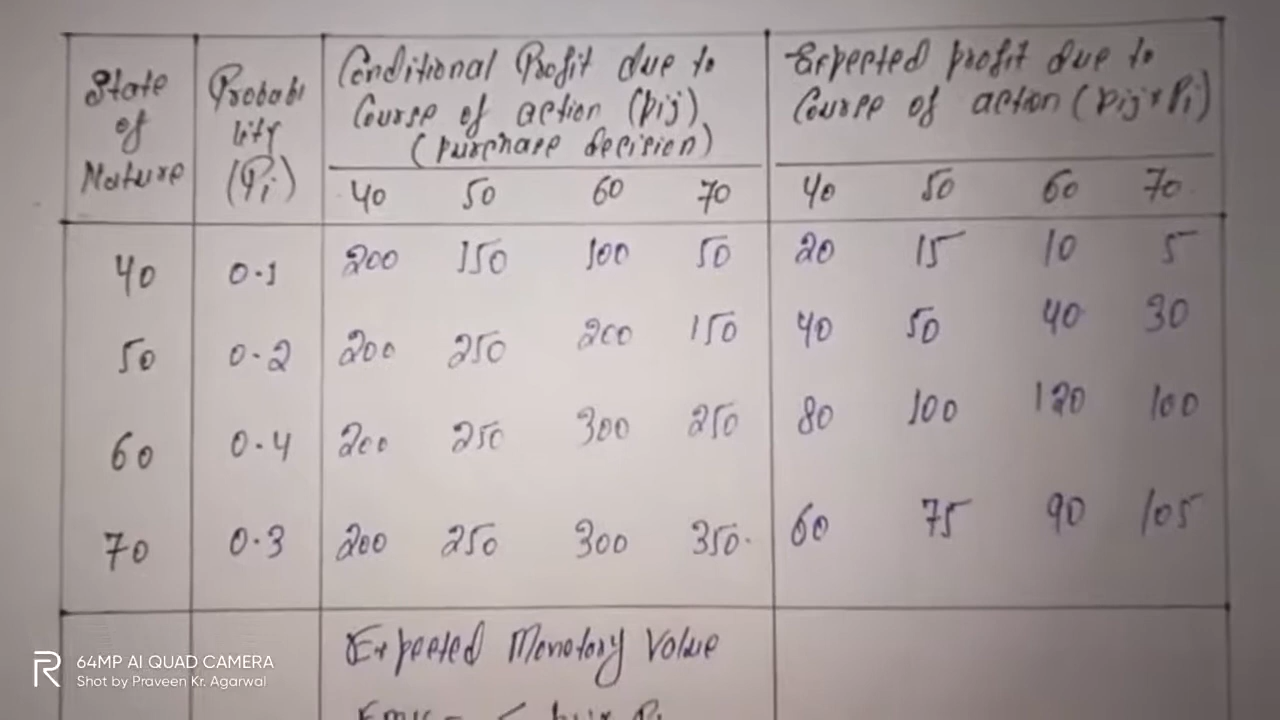 State of Nature
Probabi lity (Pi)
Conditional Profit due to
Course of action (Pij)
(purchase decision)
40 50 60 70
Expected profit due to
Course of action (Pij × Pi)
40 50 60 70
40 0.1 200 150 100 50 20 15 10 5
50 0.2 200 250 200 150 40 50 40 30
60 0.4 200 250 300 250 80 100 120 100
70 0.3 200 250 300 350. 60 75 90 105
Expected Monetory Value
R 64MP AI QUAD CAMERA
Shot by Praveen Kr. Agarwal